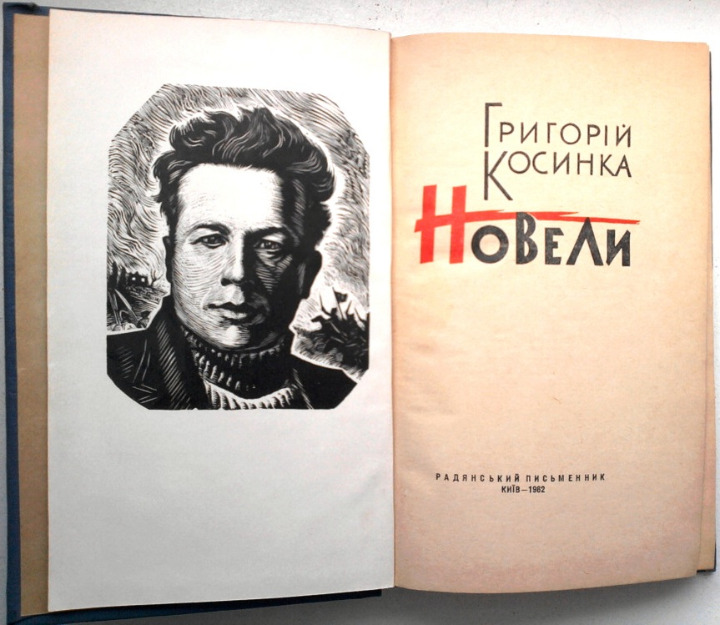 ГРИГОРІЙ
КОСИНКА
НОВЕЛИ
РАДЯНСЬКИЙ ПИСЬМЕННИК
КИЇВ—1962